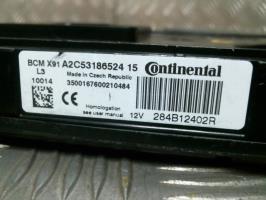 BCM X91 A2C53186524 15 Continental
L3 Made in Czech Republic
10014 3500167600210484
Homologation
see user manual 12V 284B12402R